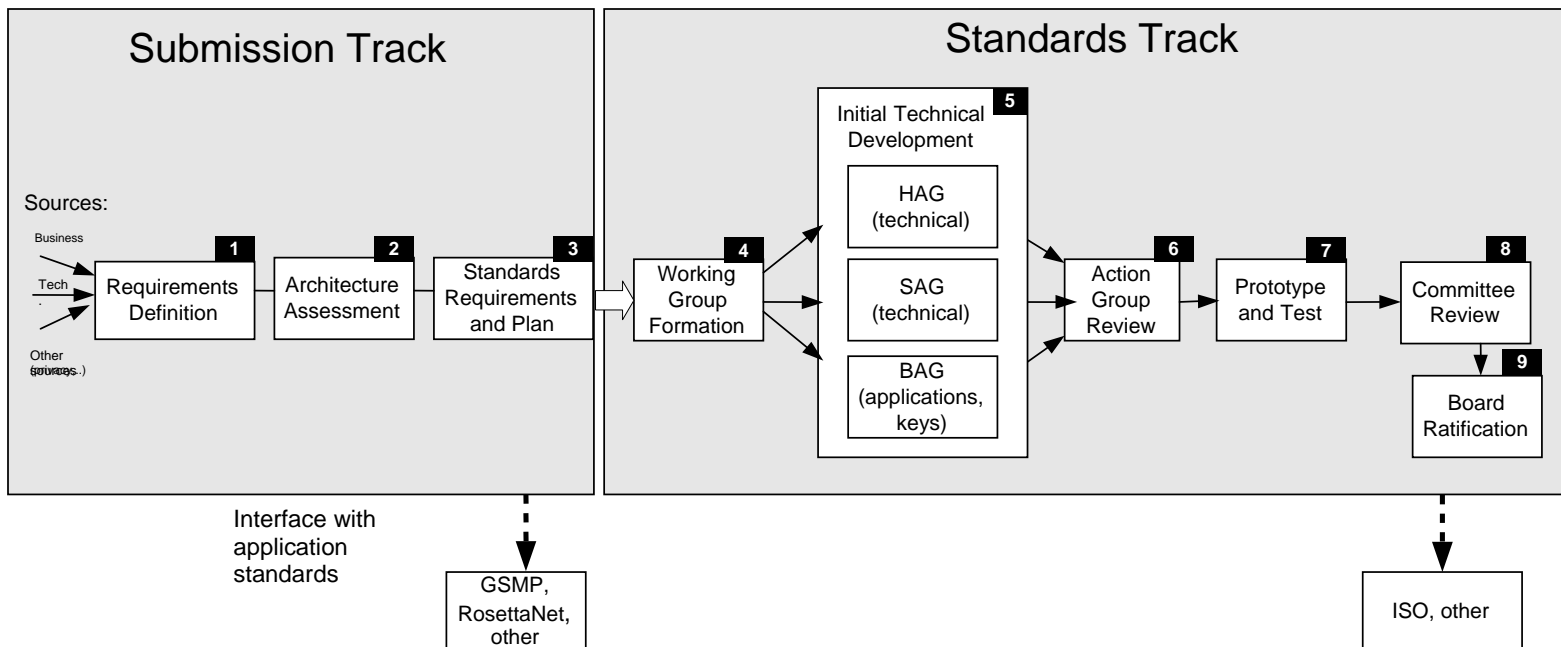 Submission Track
Standards Track
Sources:
Business
Tech
.
Other
sources
(privacy...)
1
Requirements
Definition
2
Architecture
Assessment
3
Standards
Requirements
and Plan
4
Working
Group
Formation
5
Initial Technical
Development
HAG
(technical)
SAG
(technical)
BAG
(applications,
keys)
6
Action
Group
Review
7
Prototype
and Test
8
Committee
Review
9
Board
Ratification
Interface with
application
standards
GSMP,
RosettaNet,
other
ISO, other